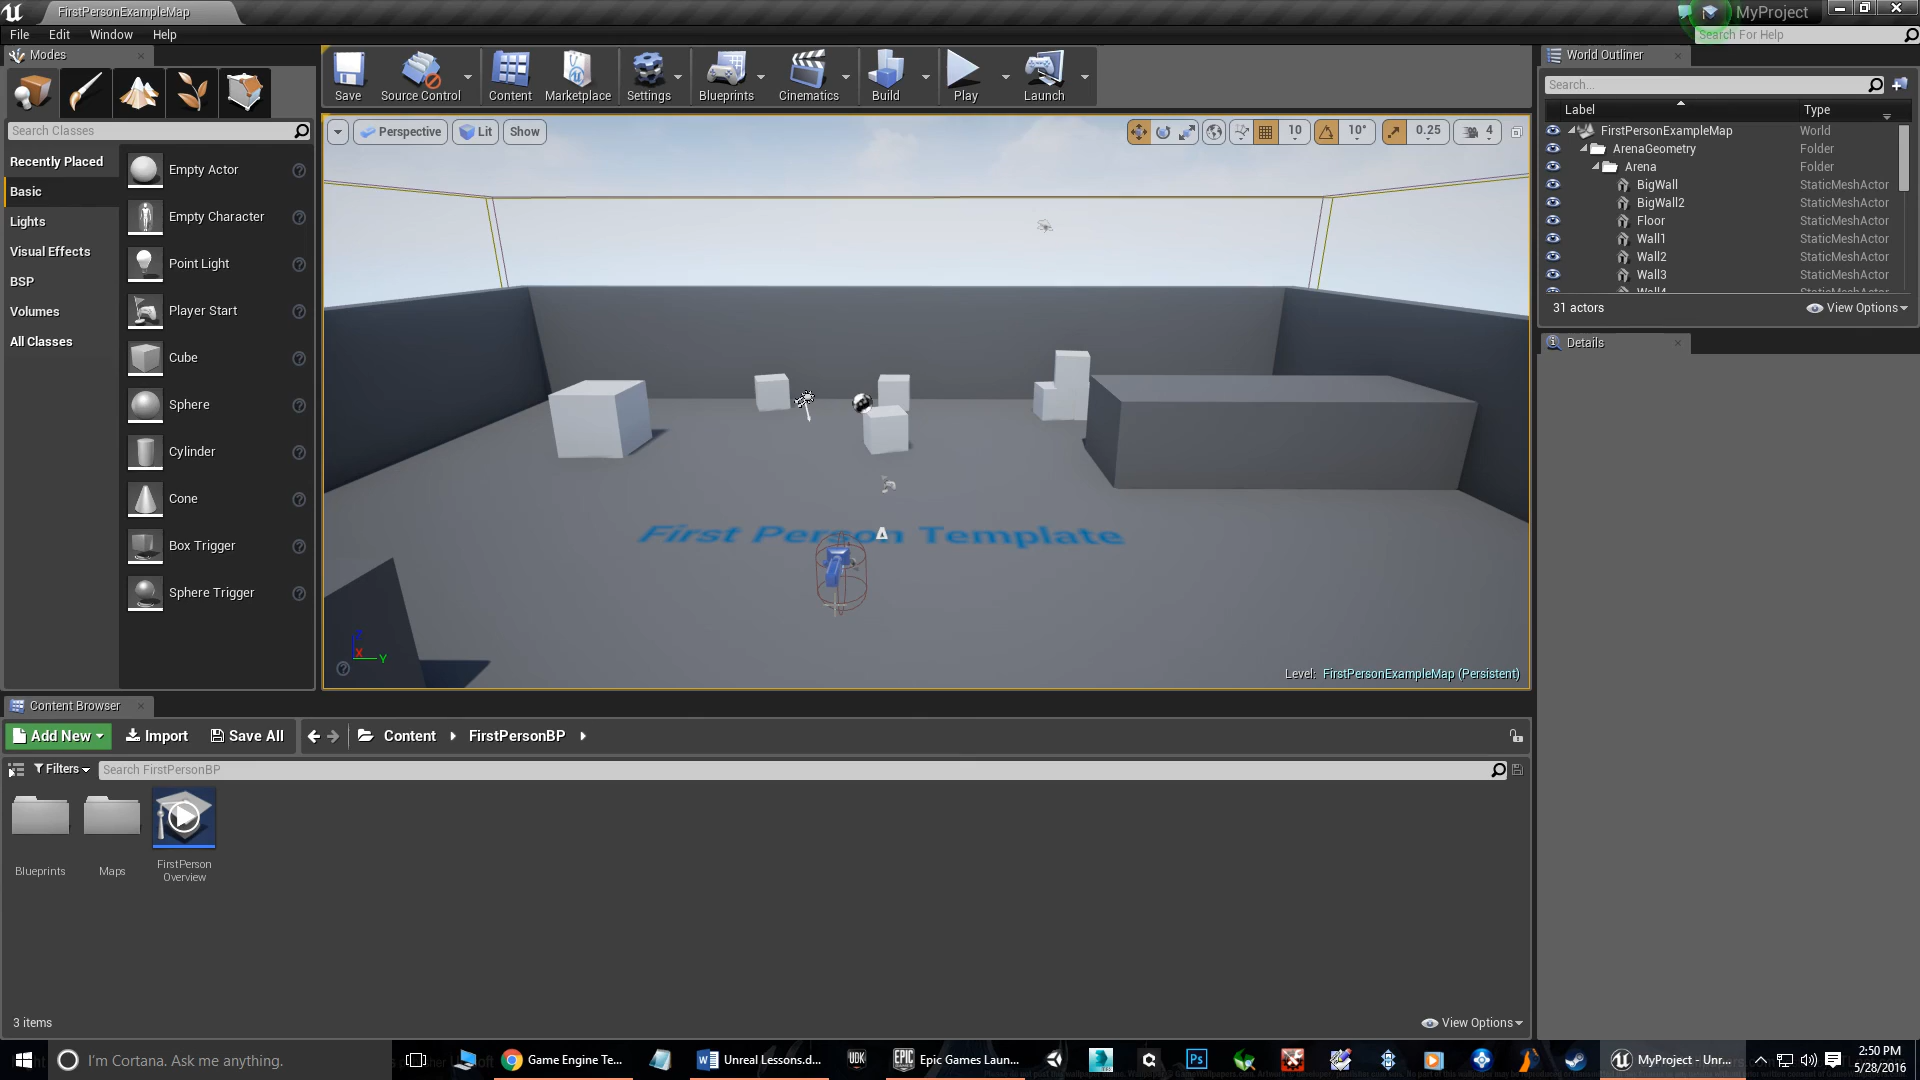 FirstPersonExampleMap
MyProject
File Edit Window Help
Search For Help
Modes
Search Classes
Recently Placed
Basic
Lights
Visual Effects
BSP
Volumes
All Classes
Empty Actor
Empty Character
Point Light
Player Start
Cube
Sphere
Cylinder
Cone
Box Trigger
Sphere Trigger
Save Source Control Content Marketplace Settings Blueprints Cinematics Build Play Launch
Perspective Lit Show
10 10° 0.25 4
First Person Template
X Y
Level: FirstPersonExampleMap (Persistent)
World Outliner
Search...
Label Type
FirstPersonExampleMap World
ArenaGeometry Folder
Arena Folder
BigWall StaticMeshActor
BigWall2 StaticMeshActor
Floor StaticMeshActor
Wall1 StaticMeshActor
Wall2 StaticMeshActor
Wall3 StaticMeshActor
Wall4 StaticMeshActor
31 actors View Options
Details
Content Browser
Add New Import Save All Content FirstPersonBP
Filters Search FirstPersonBP
Blueprints
Maps
FirstPerson
Overview
3 items View Options
I'm Cortana. Ask me anything.
Game Engine Te...
Unreal Lessons.d...
UDK
EPIC GAMES
Epic Games Laun...
Ps
MyProject - Unr...
2:50 PM
5/28/2016